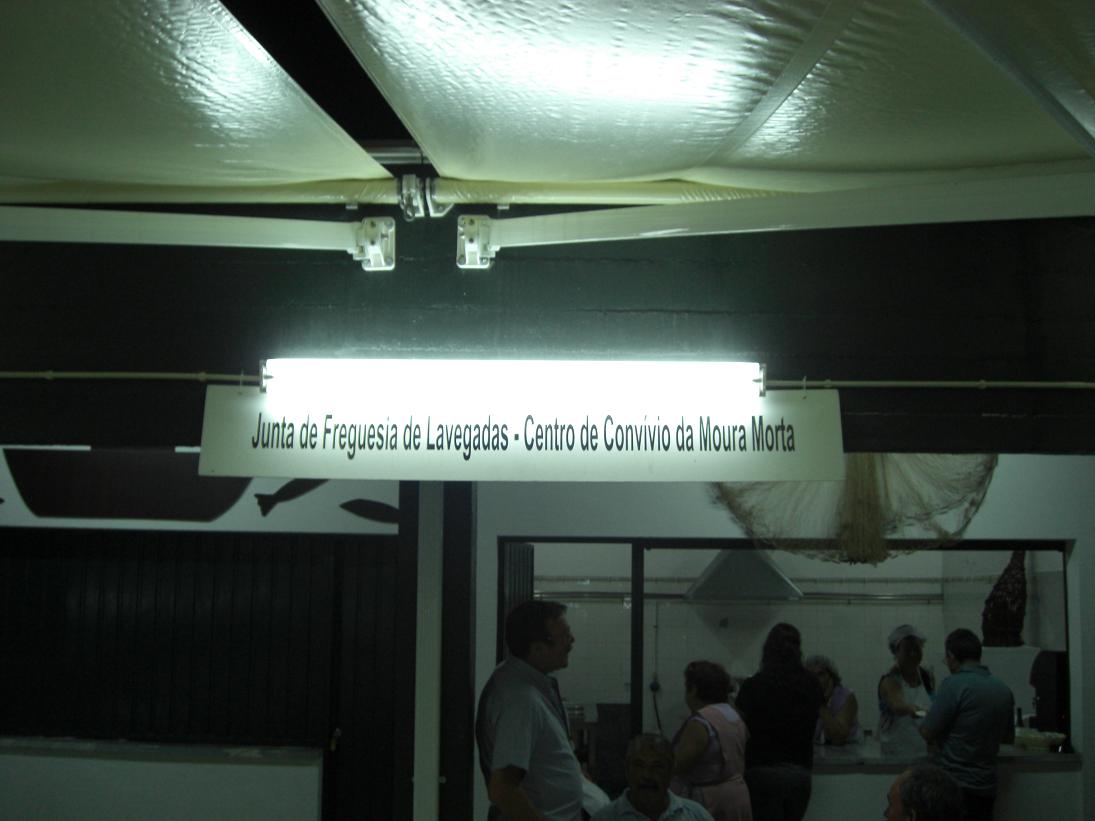 Junta de Freguesia de Lavegadas - Centro de Convívio da Moura Morta